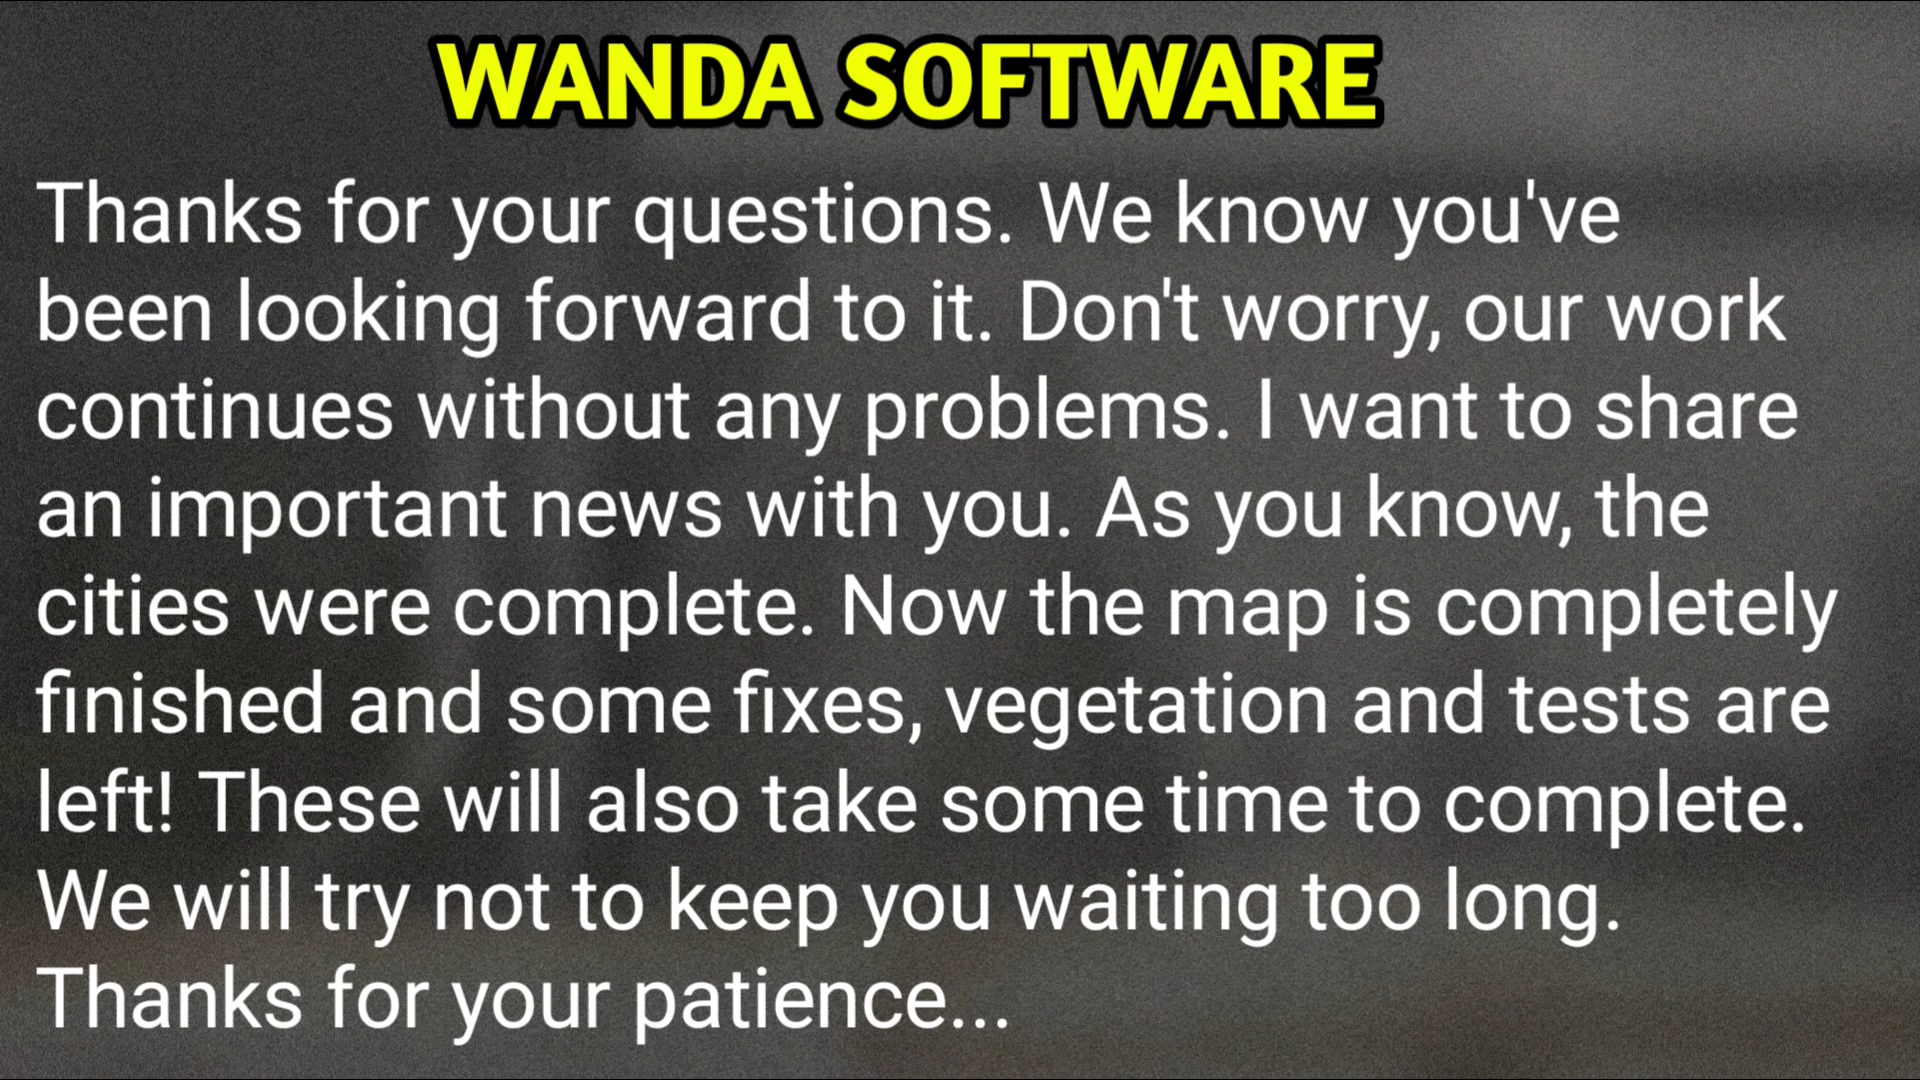 WANDA SOFTWARE
Thanks for your questions. We know you've
been looking forward to it. Don't worry, our work
continues without any problems. I want to share
an important news with you. As you know, the
cities were complete. Now the map is completely
finished and some fixes, vegetation and tests are
left! These will also take some time to complete.
We will try not to keep you waiting too long.
Thanks for your patience...